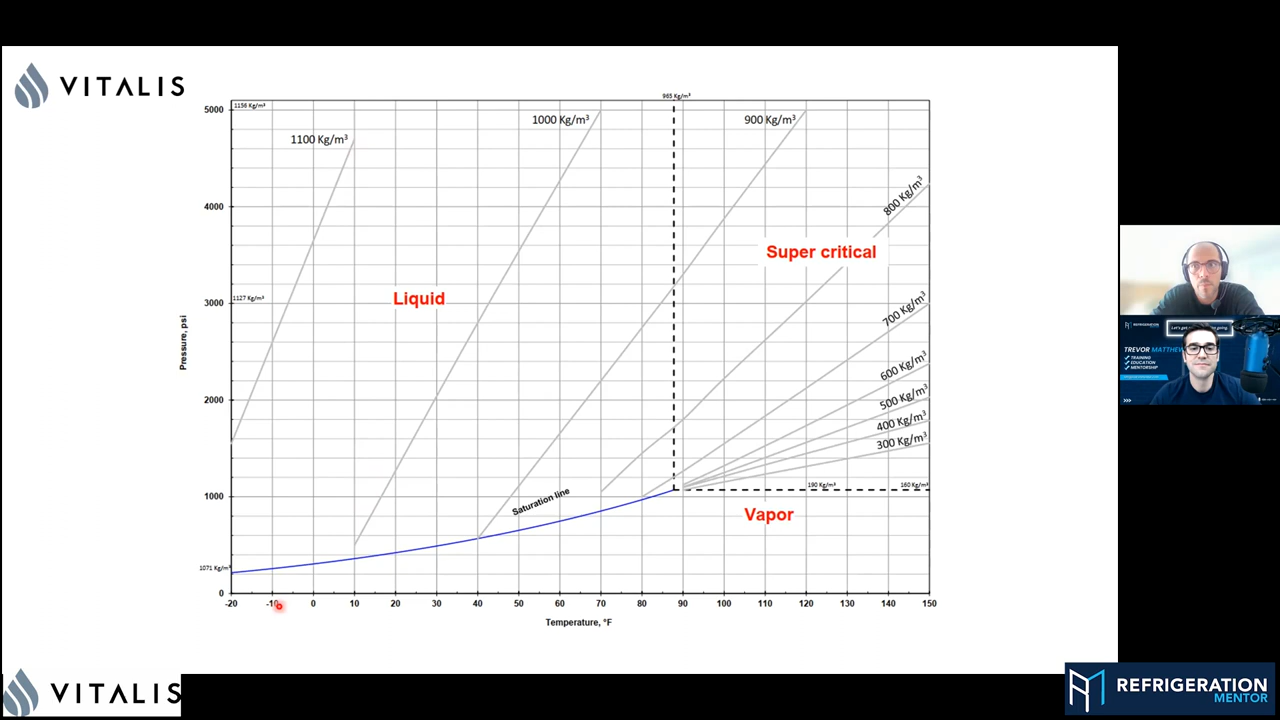 VITALIS
965 Kg/m³
5000
1156 Kg/m³
1100 Kg/m³
1000 Kg/m³
900 Kg/m³
800 Kg/m³
4000
Super critical
Liquid
3000
1127 Kg/m³
700 Kg/m³
Pressure, psi
600 Kg/m³
2000
500 Kg/m³
400 Kg/m³
300 Kg/m³
1000
Saturation line
190 Kg/m³
160 Kg/m³
Vapor
1071 Kg/m³
0
-20 -10 0 10 20 30 40 50 60 70 80 90 100 110 120 130 140 150
Temperature, °F
TREVOR MATTHEW
TRAINING
EDUCATION
MENTORSHIP
VITALIS
REFRIGERATION
MENTOR